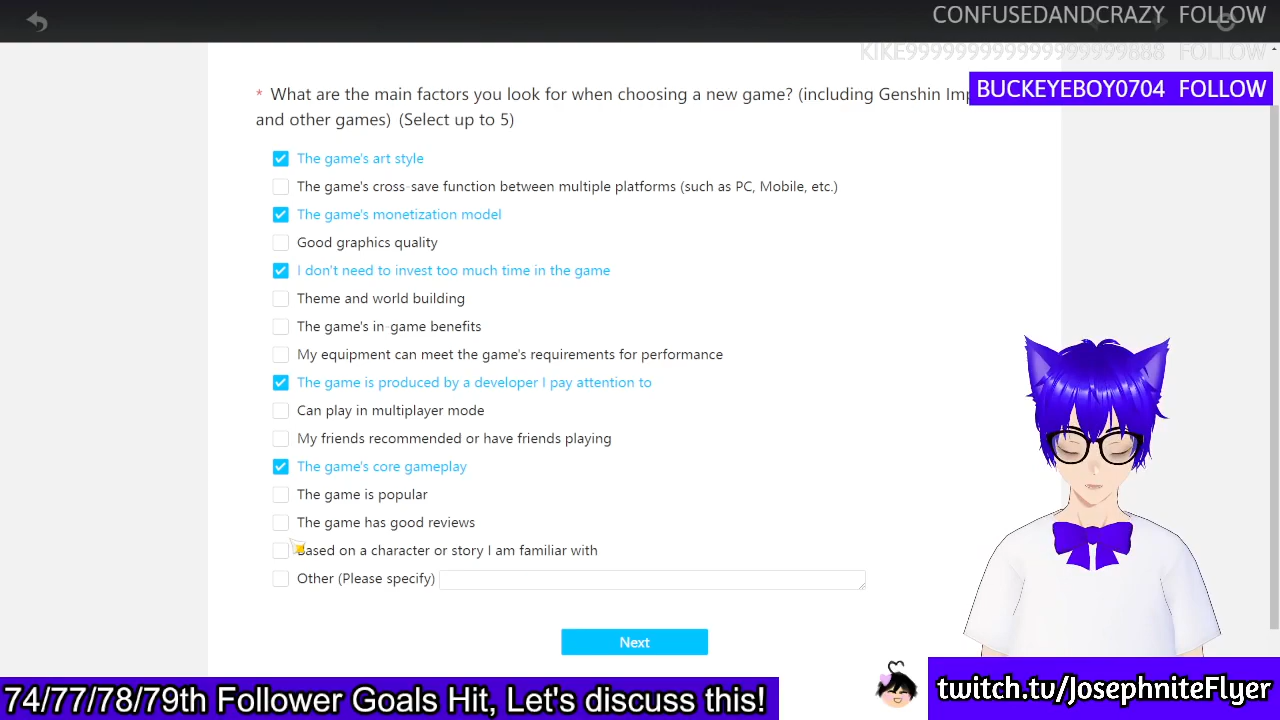 CONFUSEDANDCRAZY FOLLOW
FOLLOW
BUCKEYEBOY0704 FOLLOW
* What are the main factors you look for when choosing a new game? (including Genshin Imp
and other games) (Select up to 5)
The game's art style
The game's cross-save function between multiple platforms (such as PC, Mobile, etc.)
The game's monetization model
Good graphics quality
I don't need to invest too much time in the game
Theme and world building
The game's in-game benefits
My equipment can meet the game's requirements for performance
The game is produced by a developer I pay attention to
Can play in multiplayer mode
My friends recommended or have friends playing
The game's core gameplay
The game is popular
The game has good reviews
Based on a character or story I am familiar with
Other (Please specify)
Next
74/77/78/79th Follower Goals Hit, Let's discuss this!
twitch.tv/JosephniteFlyer